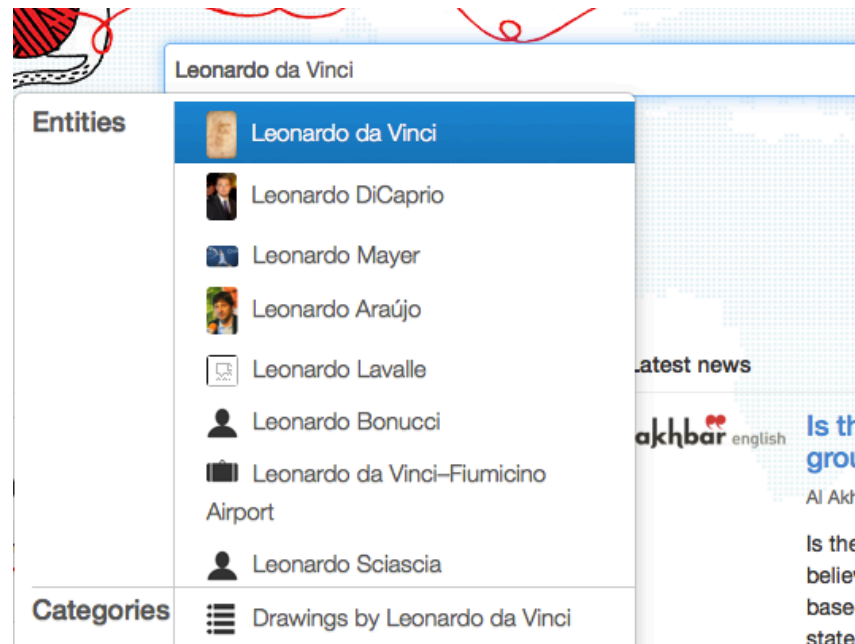 Leonardo da Vinci
Entities
Leonardo da Vinci
Leonardo DiCaprio
Leonardo Mayer
Leonardo Araújo
Leonardo Lavalle
Leonardo Bonucci
Leonardo da Vinci–Fiumicino
Airport
Leonardo Sciascia
Categories
Drawings by Leonardo da Vinci
Latest news
akhbar english
Is th
grou
Al Akh
Is the
believ
base
state